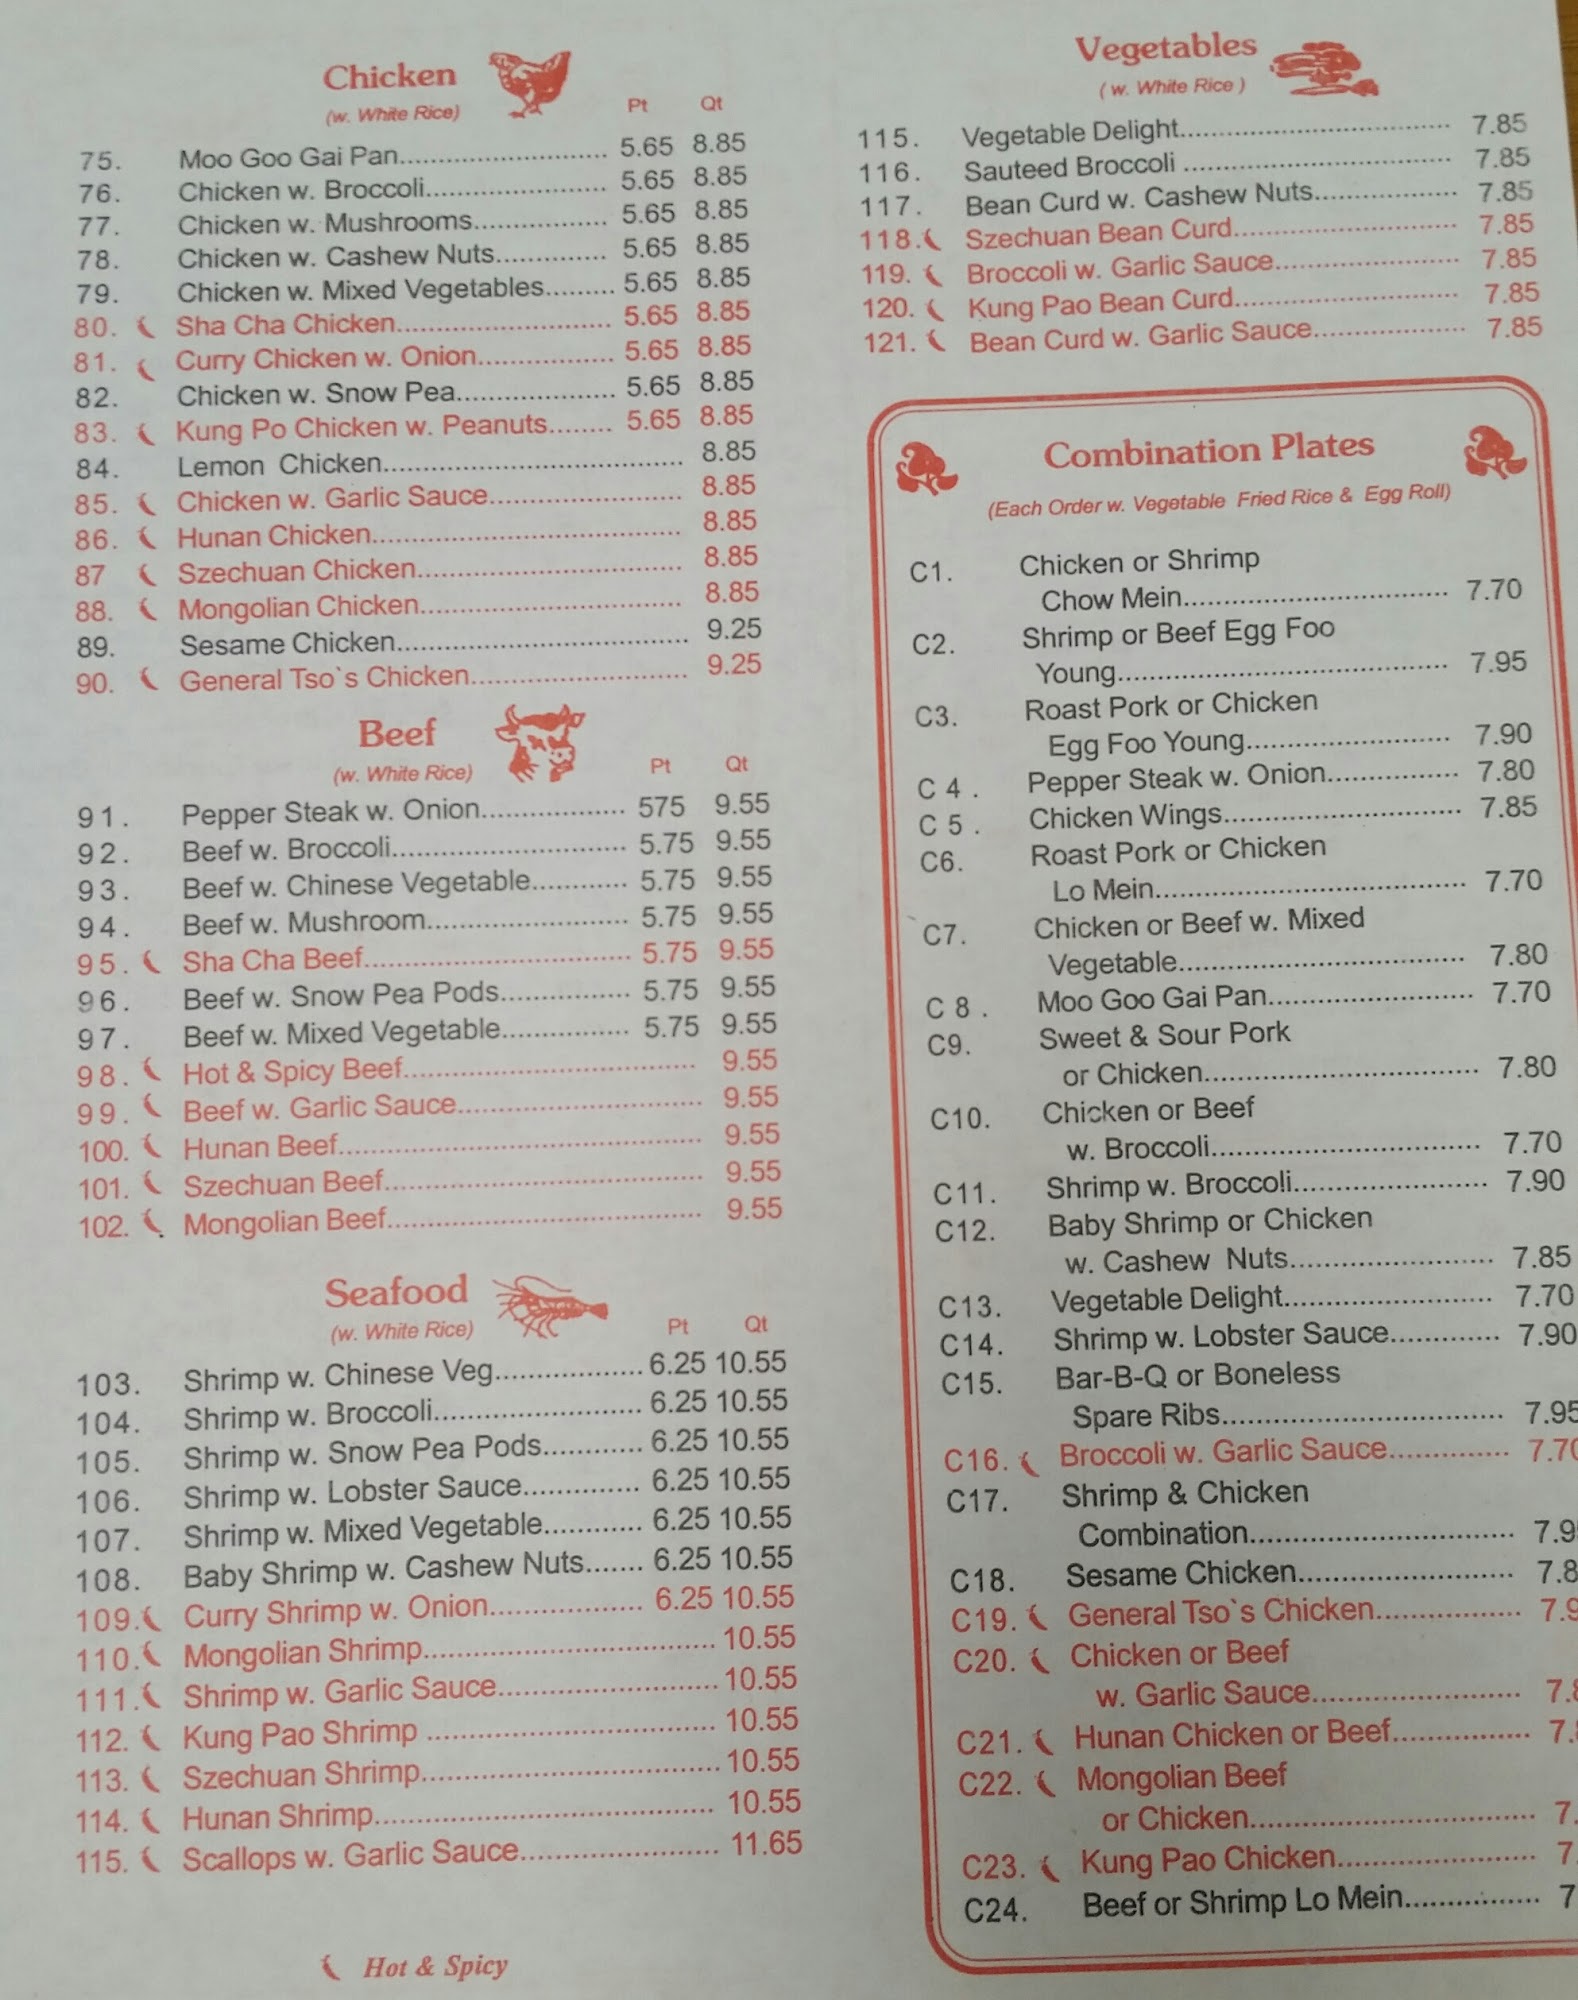 Chicken
(w. White Rice)
Pt Qt
75. Moo Goo Gai Pan 5.65 8.85
76. Chicken w. Broccoli 5.65 8.85
77. Chicken w. Mushrooms 5.65 8.85
78. Chicken w. Cashew Nuts 5.65 8.85
79. Chicken w. Mixed Vegetables 5.65 8.85
80. Sha Cha Chicken 5.65 8.85
81. Curry Chicken w. Onion 5.65 8.85
82. Chicken w. Snow Pea 5.65 8.85
83. Kung Po Chicken w. Peanuts 5.65 8.85
84. Lemon Chicken 8.85
85. Chicken w. Garlic Sauce 8.85
86. Hunan Chicken 8.85
87 Szechuan Chicken 8.85
88. Mongolian Chicken 8.85
89. Sesame Chicken 9.25
90. General Tso`s Chicken 9.25
Beef
(w. White Rice)
Pt Qt
91. Pepper Steak w. Onion 575 9.55
92. Beef w. Broccoli 5.75 9.55
93. Beef w. Chinese Vegetable 5.75 9.55
94. Beef w. Mushroom 5.75 9.55
95. Sha Cha Beef 5.75 9.55
96. Beef w. Snow Pea Pods 5.75 9.55
97. Beef w. Mixed Vegetable 5.75 9.55
98. Hot & Spicy Beef 9.55
99. Beef w. Garlic Sauce 9.55
100. Hunan Beef 9.55
101. Szechuan Beef 9.55
102. Mongolian Beef 9.55
Seafood
(w. White Rice)
Pt Qt
103. Shrimp w. Chinese Veg 6.25 10.55
104. Shrimp w. Broccoli 6.25 10.55
105. Shrimp w. Snow Pea Pods 6.25 10.55
106. Shrimp w. Lobster Sauce 6.25 10.55
107. Shrimp w. Mixed Vegetable 6.25 10.55
108. Baby Shrimp w. Cashew Nuts 6.25 10.55
109. Curry Shrimp w. Onion 6.25 10.55
110. Mongolian Shrimp 10.55
111. Shrimp w. Garlic Sauce 10.55
112. Kung Pao Shrimp 10.55
113. Szechuan Shrimp 10.55
114. Hunan Shrimp 10.55
115. Scallops w. Garlic Sauce 11.65
Hot & Spicy
Vegetables
( w. White Rice )
115. Vegetable Delight 7.85
116. Sauteed Broccoli 7.85
117. Bean Curd w. Cashew Nuts 7.85
118. Szechuan Bean Curd 7.85
119. Broccoli w. Garlic Sauce 7.85
120. Kung Pao Bean Curd 7.85
121. Bean Curd w. Garlic Sauce 7.85
Combination Plates
(Each Order w. Vegetable Fried Rice & Egg Roll)
C1. Chicken or Shrimp
Chow Mein 7.70
C2. Shrimp or Beef Egg Foo
Young 7.95
C3. Roast Pork or Chicken
Egg Foo Young 7.90
C 4 . Pepper Steak w. Onion 7.80
C 5 . Chicken Wings 7.85
C6. Roast Pork or Chicken
Lo Mein 7.70
C7. Chicken or Beef w. Mixed
Vegetable 7.80
C 8 . Moo Goo Gai Pan 7.70
C9. Sweet & Sour Pork
or Chicken 7.80
C10. Chicken or Beef
w. Broccoli 7.70
C11. Shrimp w. Broccoli 7.90
C12. Baby Shrimp or Chicken
w. Cashew Nuts 7.85
C13. Vegetable Delight 7.70
C14. Shrimp w. Lobster Sauce 7.90
C15. Bar-B-Q or Boneless
Spare Ribs 7.95
C16. Broccoli w. Garlic Sauce 7.70
C17. Shrimp & Chicken
Combination 7.9
C18. Sesame Chicken 7.8
C19. General Tso`s Chicken 7.9
C20. Chicken or Beef
w. Garlic Sauce 7.8
C21. Hunan Chicken or Beef 7.
C22. Mongolian Beef
or Chicken 7.
C23. Kung Pao Chicken 7.
C24. Beef or Shrimp Lo Mein 7